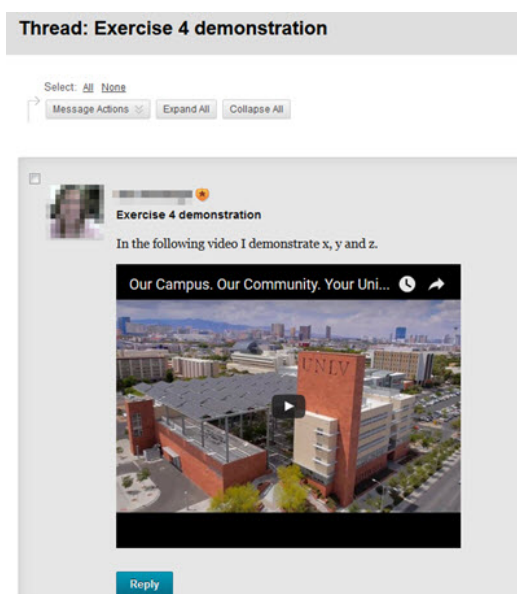 Thread: Exercise 4 demonstration
Select: All None
Message Actions Expand All Collapse All
Exercise 4 demonstration
In the following video I demonstrate x, y and z.
Our Campus. Our Community. Your Uni...
UNLV
Reply